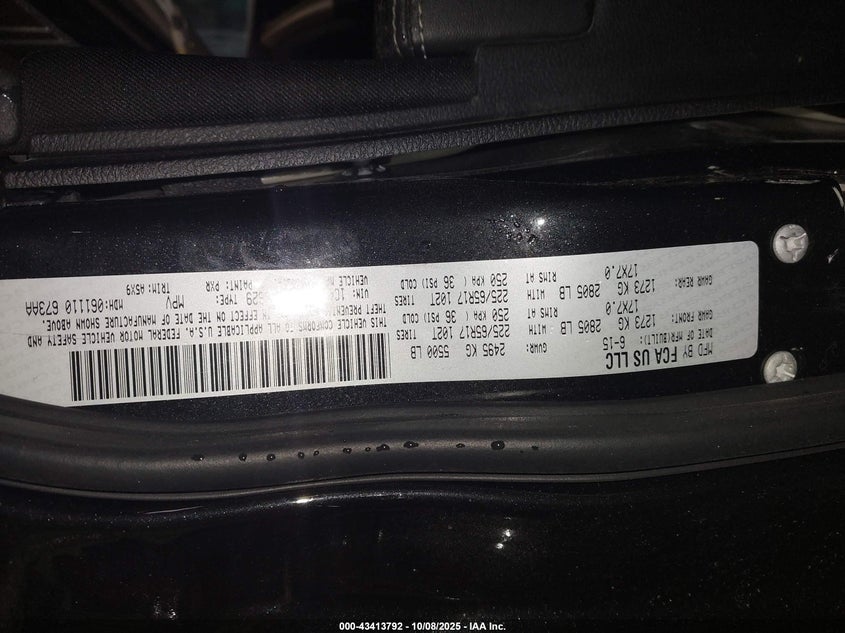 MFD BY FCA US LLC
DATE OF MFR(BUILT): 6-15
GVWR: 2495 KG 5500 LB
GAWR FRONT: 1273 KG 2805 LB WITH 225/65R17 102T TIRES
17X7.0 RIMS AT 250 KPA ( 36 PSI) COLD
GAWR REAR: 1273 KG 2805 LB WITH 225/65R17 102T TIRES
17X7.0 RIMS AT 250 KPA ( 36 PSI) COLD
THIS VEHICLE CONFORMS TO ALL APPLICABLE U.S.A. FEDERAL MOTOR VEHICLE SAFETY AND
THEFT PREVENT EFFECT ON THE DATE OF MANUFACTURE SHOWN ABOVE.
VIN: TYPE: MPV MDH:061110 673AA
VEHICLE PAINT: PXR TRIM: A5X9
000-43413792 - 10/08/2025 - IAA Inc.